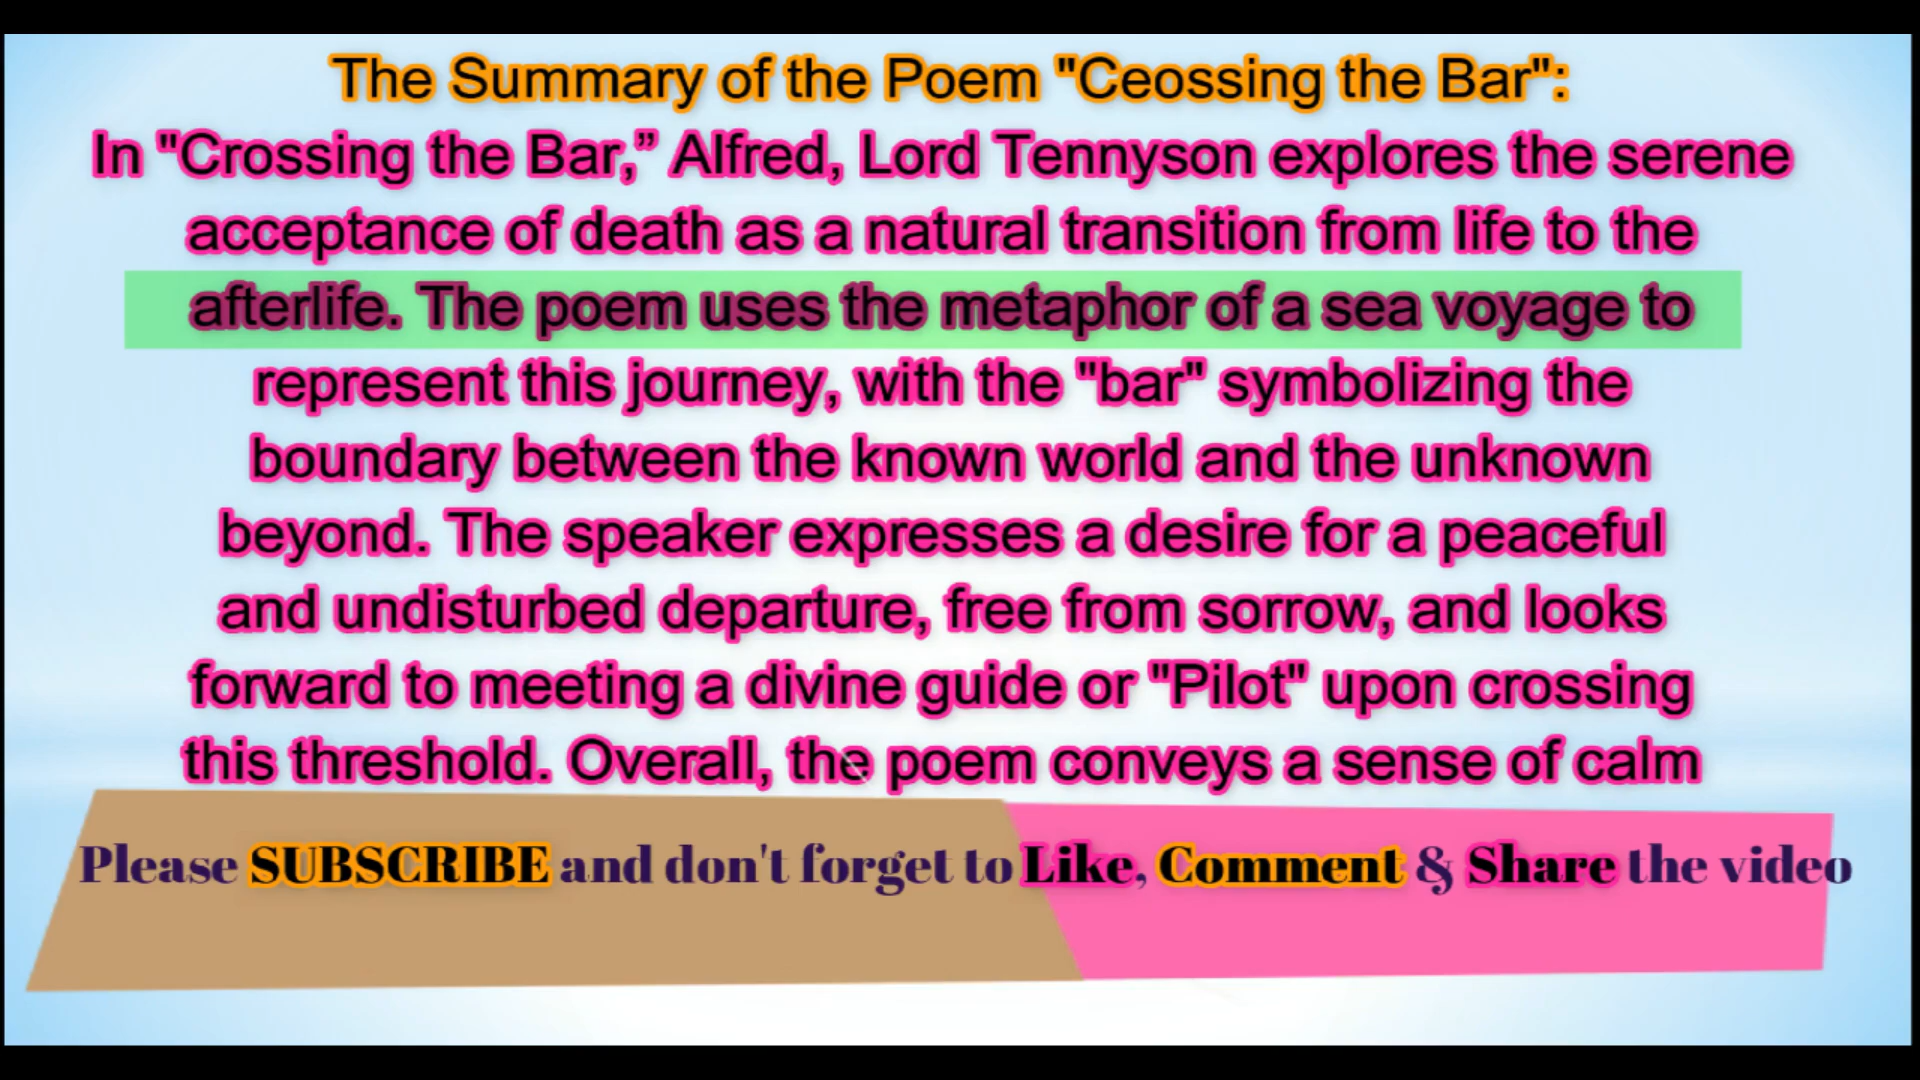 The Summary of the Poem "Ceossing the Bar":
In "Crossing the Bar,” Alfred, Lord Tennyson explores the serene
acceptance of death as a natural transition from life to the
afterlife. The poem uses the metaphor of a sea voyage to
represent this journey, with the "bar" symbolizing the
boundary between the known world and the unknown
beyond. The speaker expresses a desire for a peaceful
and undisturbed departure, free from sorrow, and looks
forward to meeting a divine guide or "Pilot" upon crossing
this threshold. Overall, the poem conveys a sense of calm
Please SUBSCRIBE and don't forget to Like, Comment & Share the video